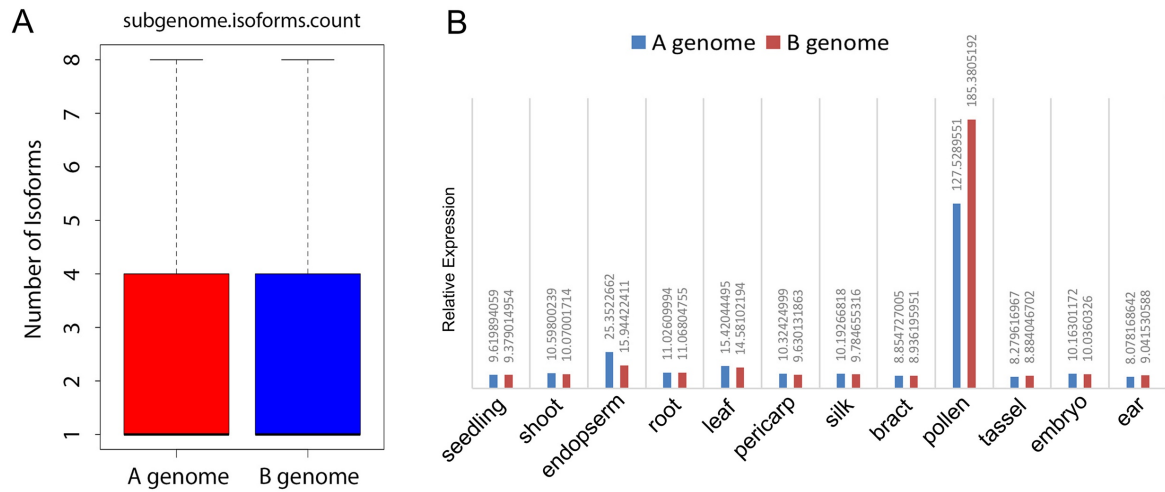 A
subgenome.isoforms.count
Number of Isoforms
8
7
6
5
4
3
2
1
A genome B genome
B
A genome B genome
Relative Expression
9.619894059
9.379014954
10.59800239
10.07001714
25.3522662
15.94422411
11.02609994
11.06804755
15.42044495
14.58102194
10.32424999
9.630131863
10.19266818
9.784655316
8.854727005
8.936195951
127.5289551
185.3805192
8.279616967
8.884046702
10.16301172
10.0360326
8.078168642
9.041530588
seedling
shoot
endopserm
root
leaf
pericarp
silk
bract
pollen
tassel
embryo
ear